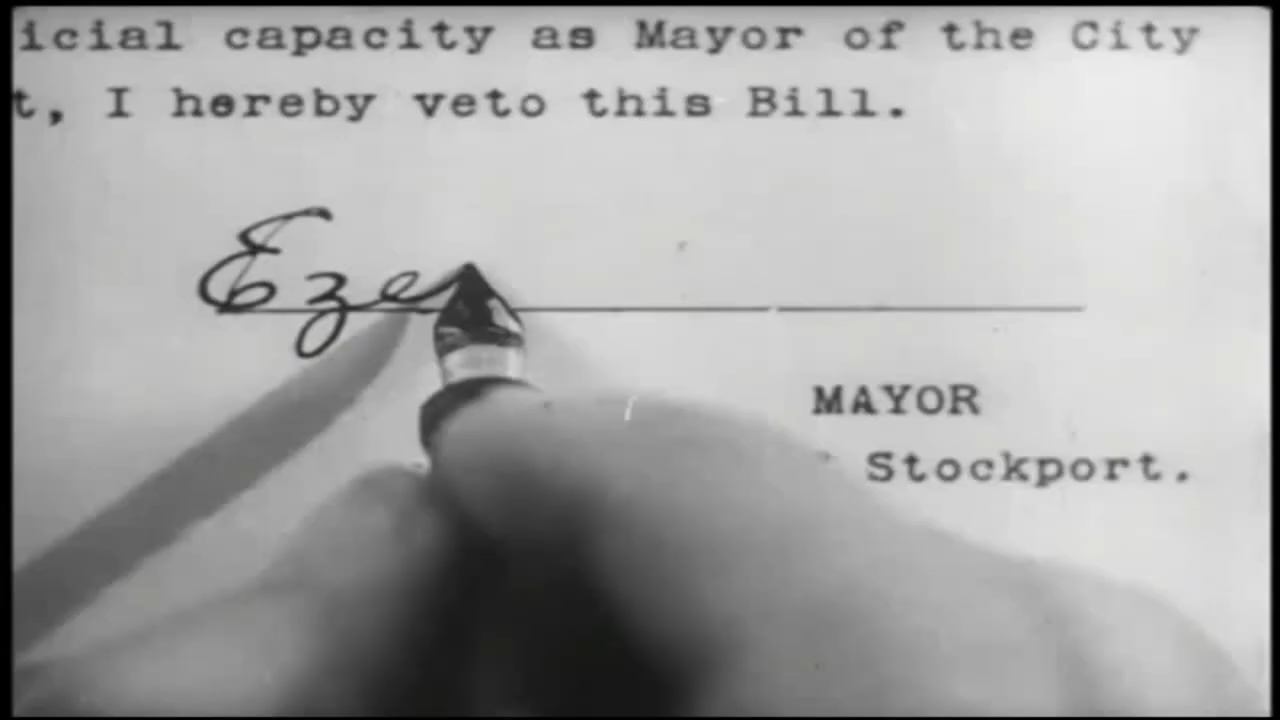 icial capacity as Mayor of the City
t, I hereby veto this Bill.
Eze
MAYOR
Stockport.